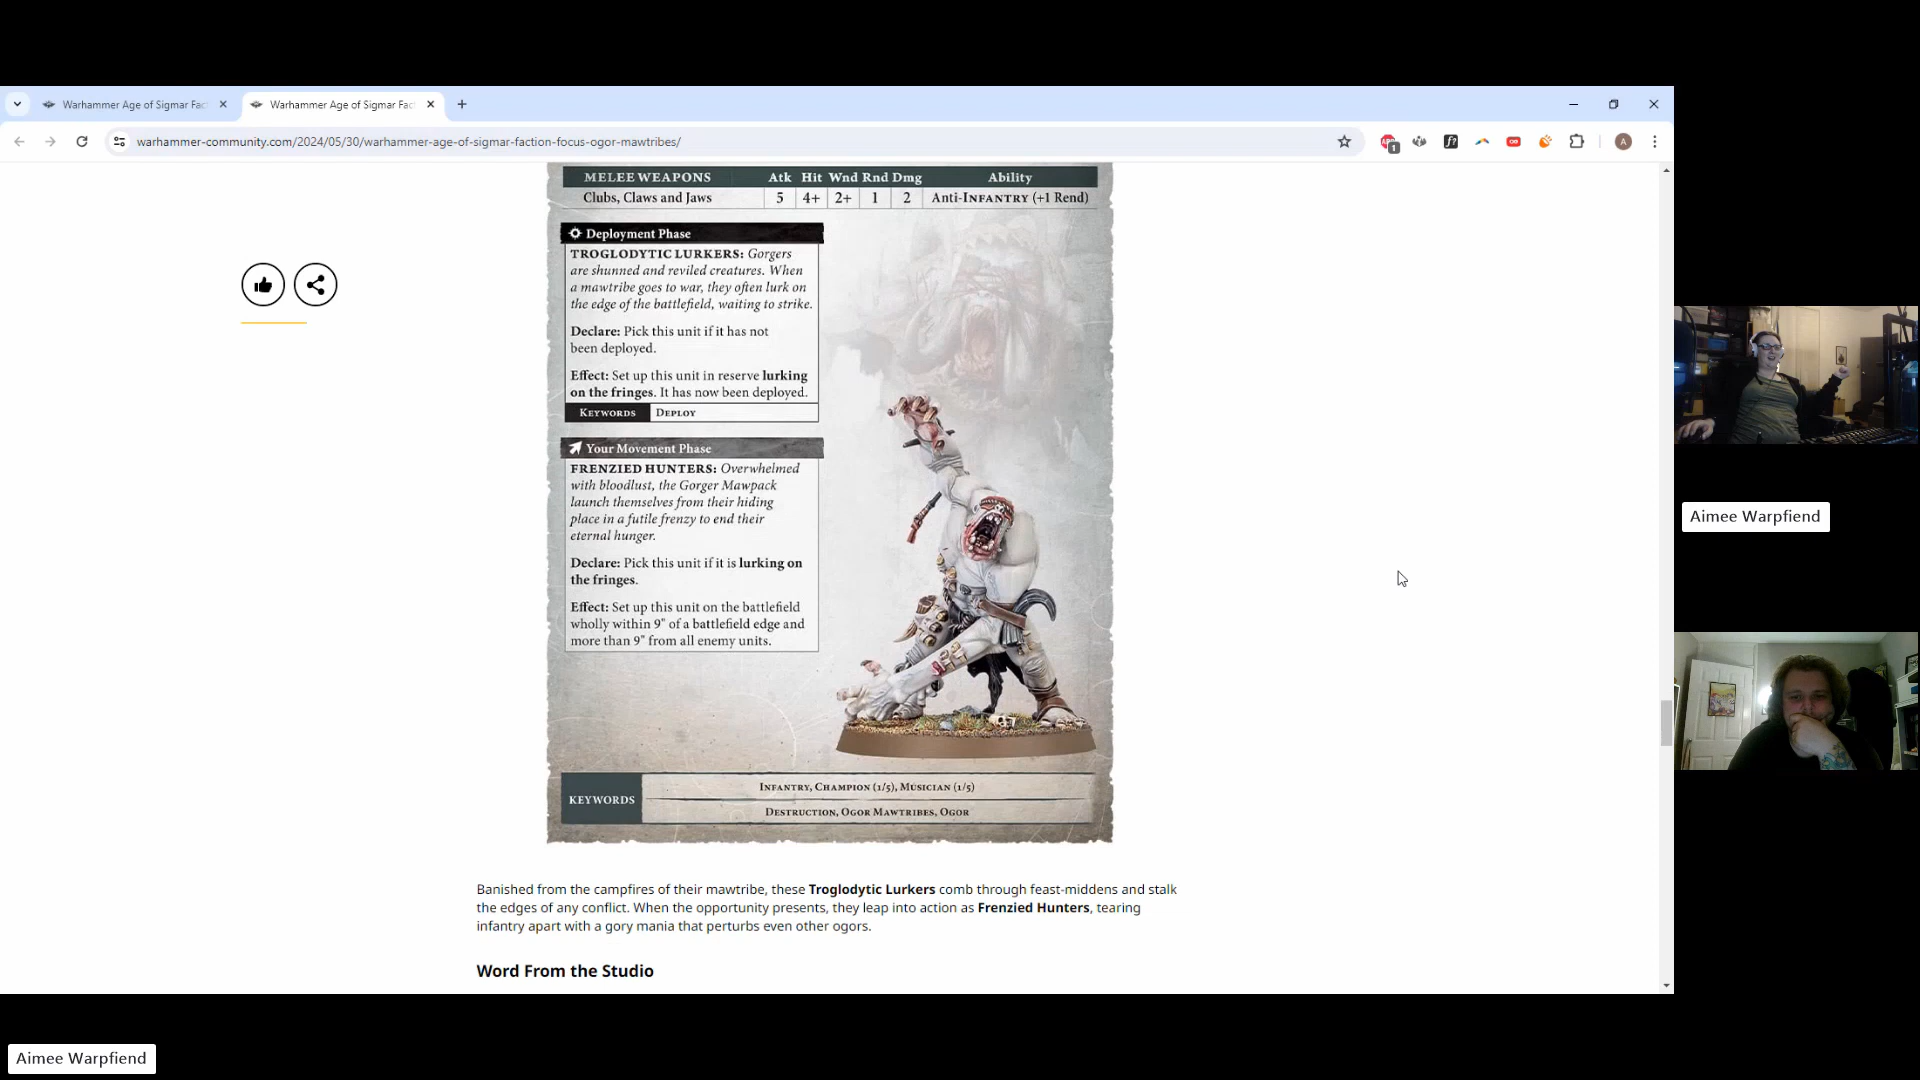 Warhammer Age of Sigmar Fac
Warhammer Age of Sigmar Fac
warhammer-community.com/2024/05/30/warhammer-age-of-sigmar-faction-focus-ogor-mawtribes/
1
A
MELEE WEAPONS Atk Hit Wnd Rnd Dmg Ability
Clubs, Claws and Jaws 5 4+ 2+ 1 2 Anti-INFANTRY (+1 Rend)
Deployment Phase
TROGLODYTIC LURKERS: Gorgers
are shunned and reviled creatures. When
a mawtribe goes to war, they often lurk on
the edge of the battlefield, waiting to strike.
Declare: Pick this unit if it has not
been deployed.
Effect: Set up this unit in reserve lurking
on the fringes. It has now been deployed.
KEYWORDS DEPLOY
Your Movement Phase
FRENZIED HUNTERS: Overwhelmed
with bloodlust, the Gorger Mawpack
launch themselves from their hiding
place in a futile frenzy to end their
eternal hunger.
Declare: Pick this unit if it is lurking on
the fringes.
Effect: Set up this unit on the battlefield
wholly within 9" of a battlefield edge and
more than 9" from all enemy units.
KEYWORDS
INFANTRY, CHAMPION (1/5), MUSICIAN (1/5)
DESTRUCTION, OGOR MAWTRIBES, OGOR
Banished from the campfires of their mawtribe, these Troglodytic Lurkers comb through feast-middens and stalk
the edges of any conflict. When the opportunity presents, they leap into action as Frenzied Hunters, tearing
infantry apart with a gory mania that perturbs even other ogors.
Word From the Studio
Aimee Warpfiend
Aimee Warpfiend